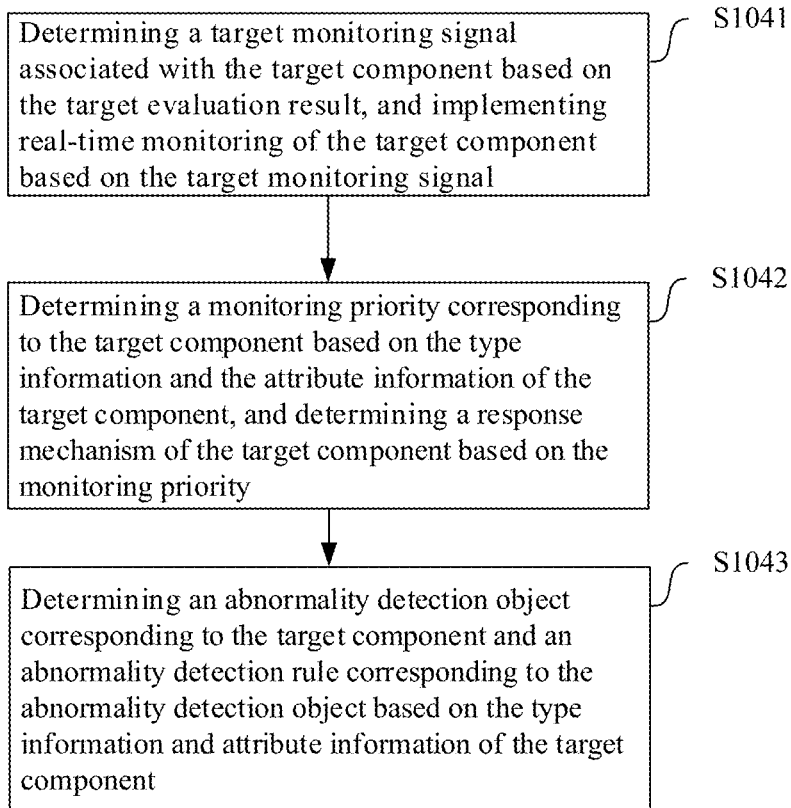 S1041
Determining a target monitoring signal
associated with the target component based on
the target evaluation result, and implementing
real-time monitoring of the target component
based on the target monitoring signal
S1042
Determining a monitoring priority corresponding
to the target component based on the type
information and the attribute information of the
target component, and determining a response
mechanism of the target component based on the
monitoring priority
S1043
Determining an abnormality detection object
corresponding to the target component and an
abnormality detection rule corresponding to the
abnormality detection object based on the type
information and attribute information of the target
component